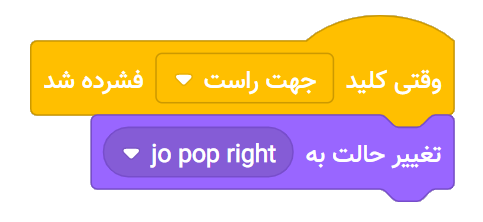 وقتی کلید جهت راست فشرده شد
تغییر حالت به jo pop right